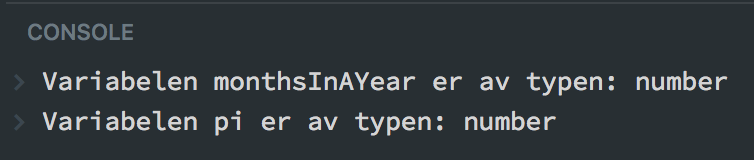 CONSOLE
> Variabelen monthsInAYear er av typen: number
> Variabelen pi er av typen: number